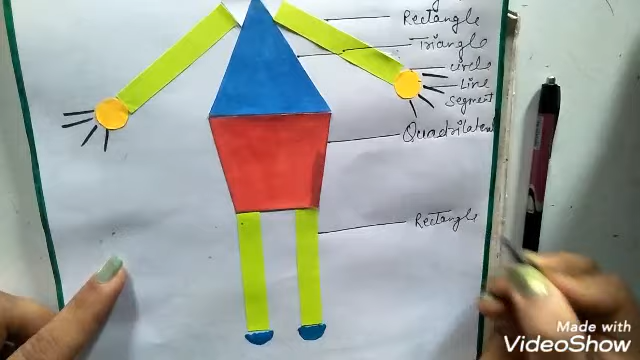 Rectangle
Triangle
circle
Line
segment
Quadrilateral
Rectangle
Made with
VideoShow